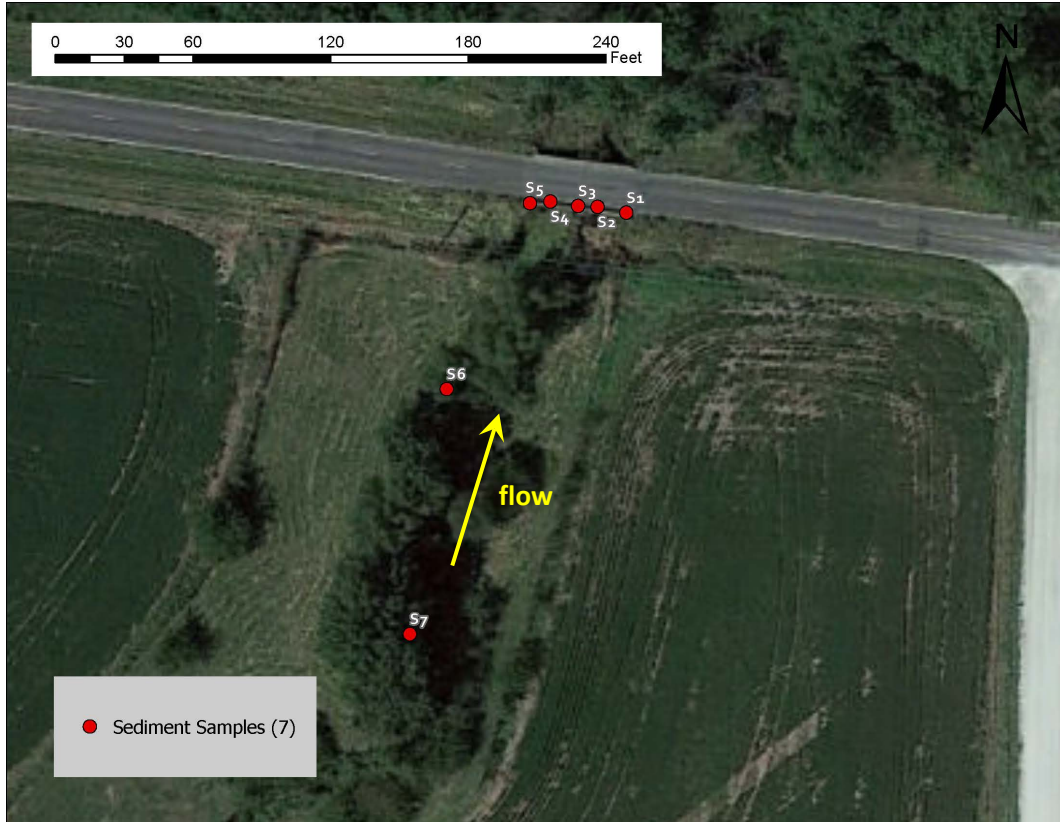 0 30 60 120 180 240
Feet
N
S5 S3 S1
S4 S2
S6
flow
S7
Sediment Samples (7)